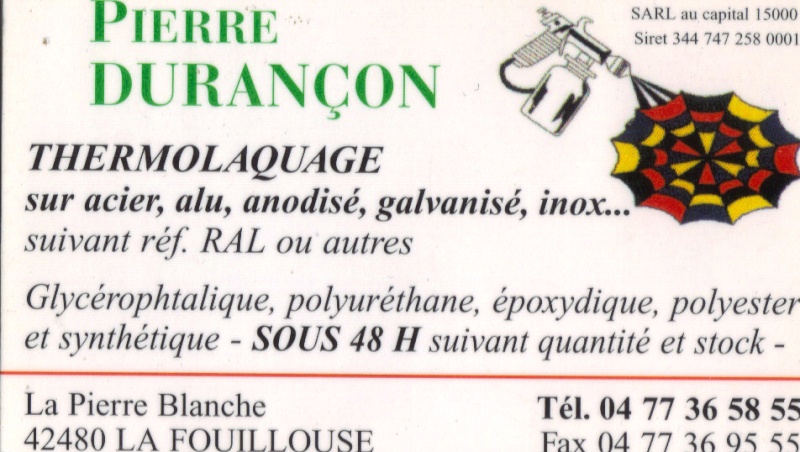 PIERRE
DURANÇON
SARL au capital 15000
Siret 344 747 258 0001
THERMOLAQUAGE
sur acier, alu, anodisé, galvanisé, inox...
suivant réf. RAL ou autres
Glycérophtalique, polyuréthane, époxydique, polyester
et synthétique - SOUS 48 H suivant quantité et stock -
La Pierre Blanche
42480 LA FOUILLOUSE
Tél. 04 77 36 58 55
Fax 04 77 36 95 55